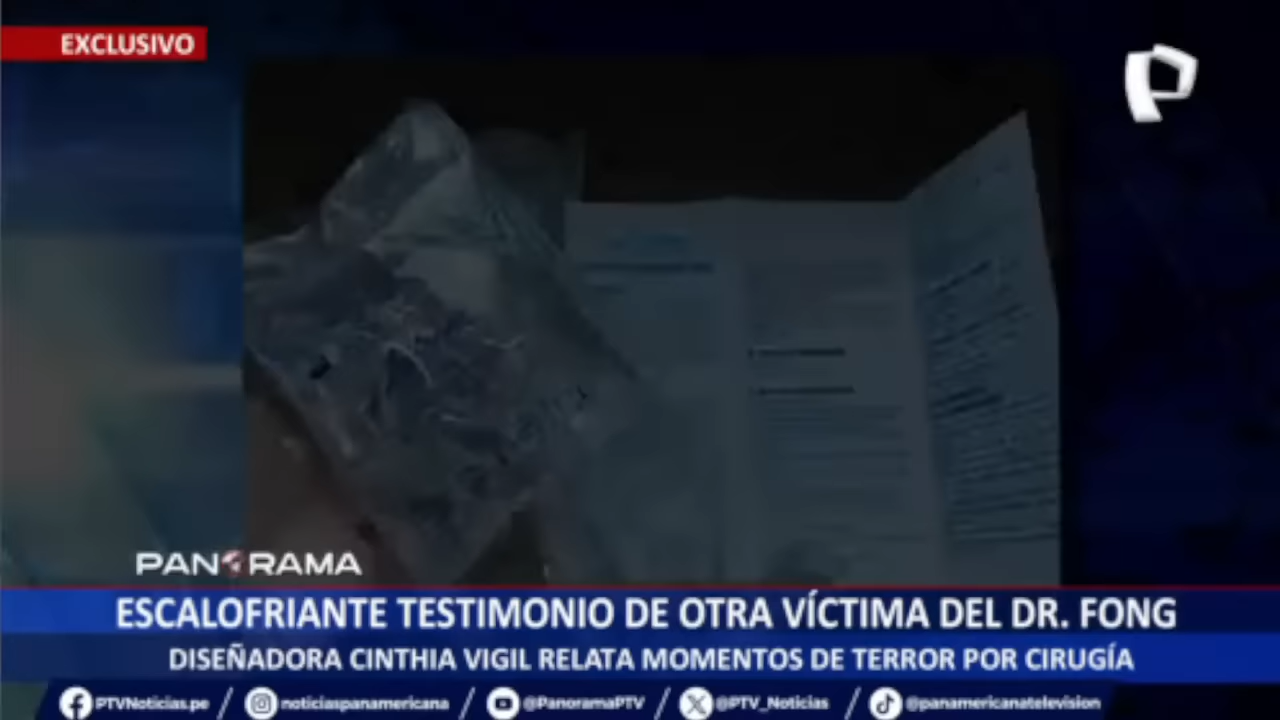 EXCLUSIVO
PANORAMA
ESCALOFRIANTE TESTIMONIO DE OTRA VÍCTIMA DEL DR. FONG
DISEÑADORA CINTHIA VIGIL RELATA MOMENTOS DE TERROR POR CIRUGÍA
PTVNoticias.pe / noticiaspanamericana / @PanoramaPTV / @PTV_Noticias / @panamericanatelevision